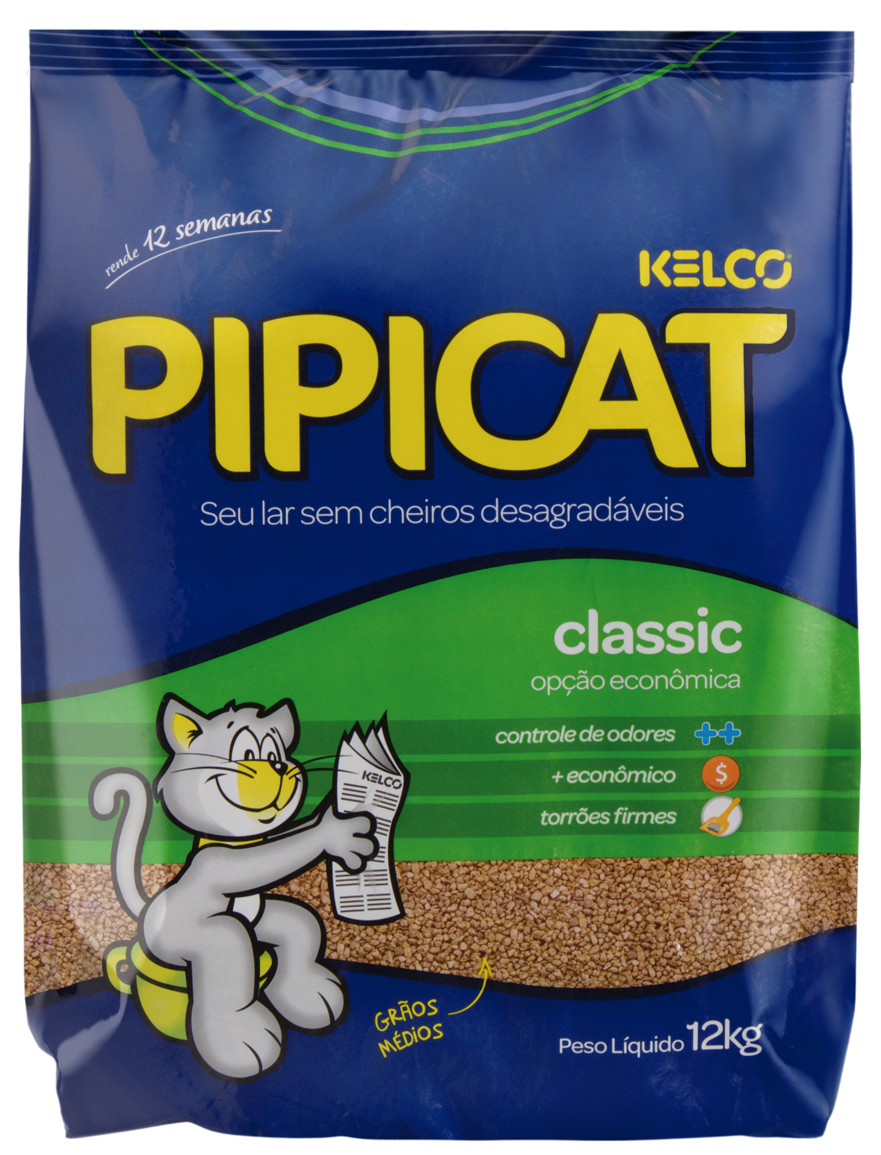 rende 12 semanas
KELCO
PIPICAT
Seu lar sem cheiros desagradáveis
classic
opção econômica
controle de odores ++
+ econômico $
torrões firmes
KELCO
GRÃOS
MÉDIOS
Peso Líquido 12kg